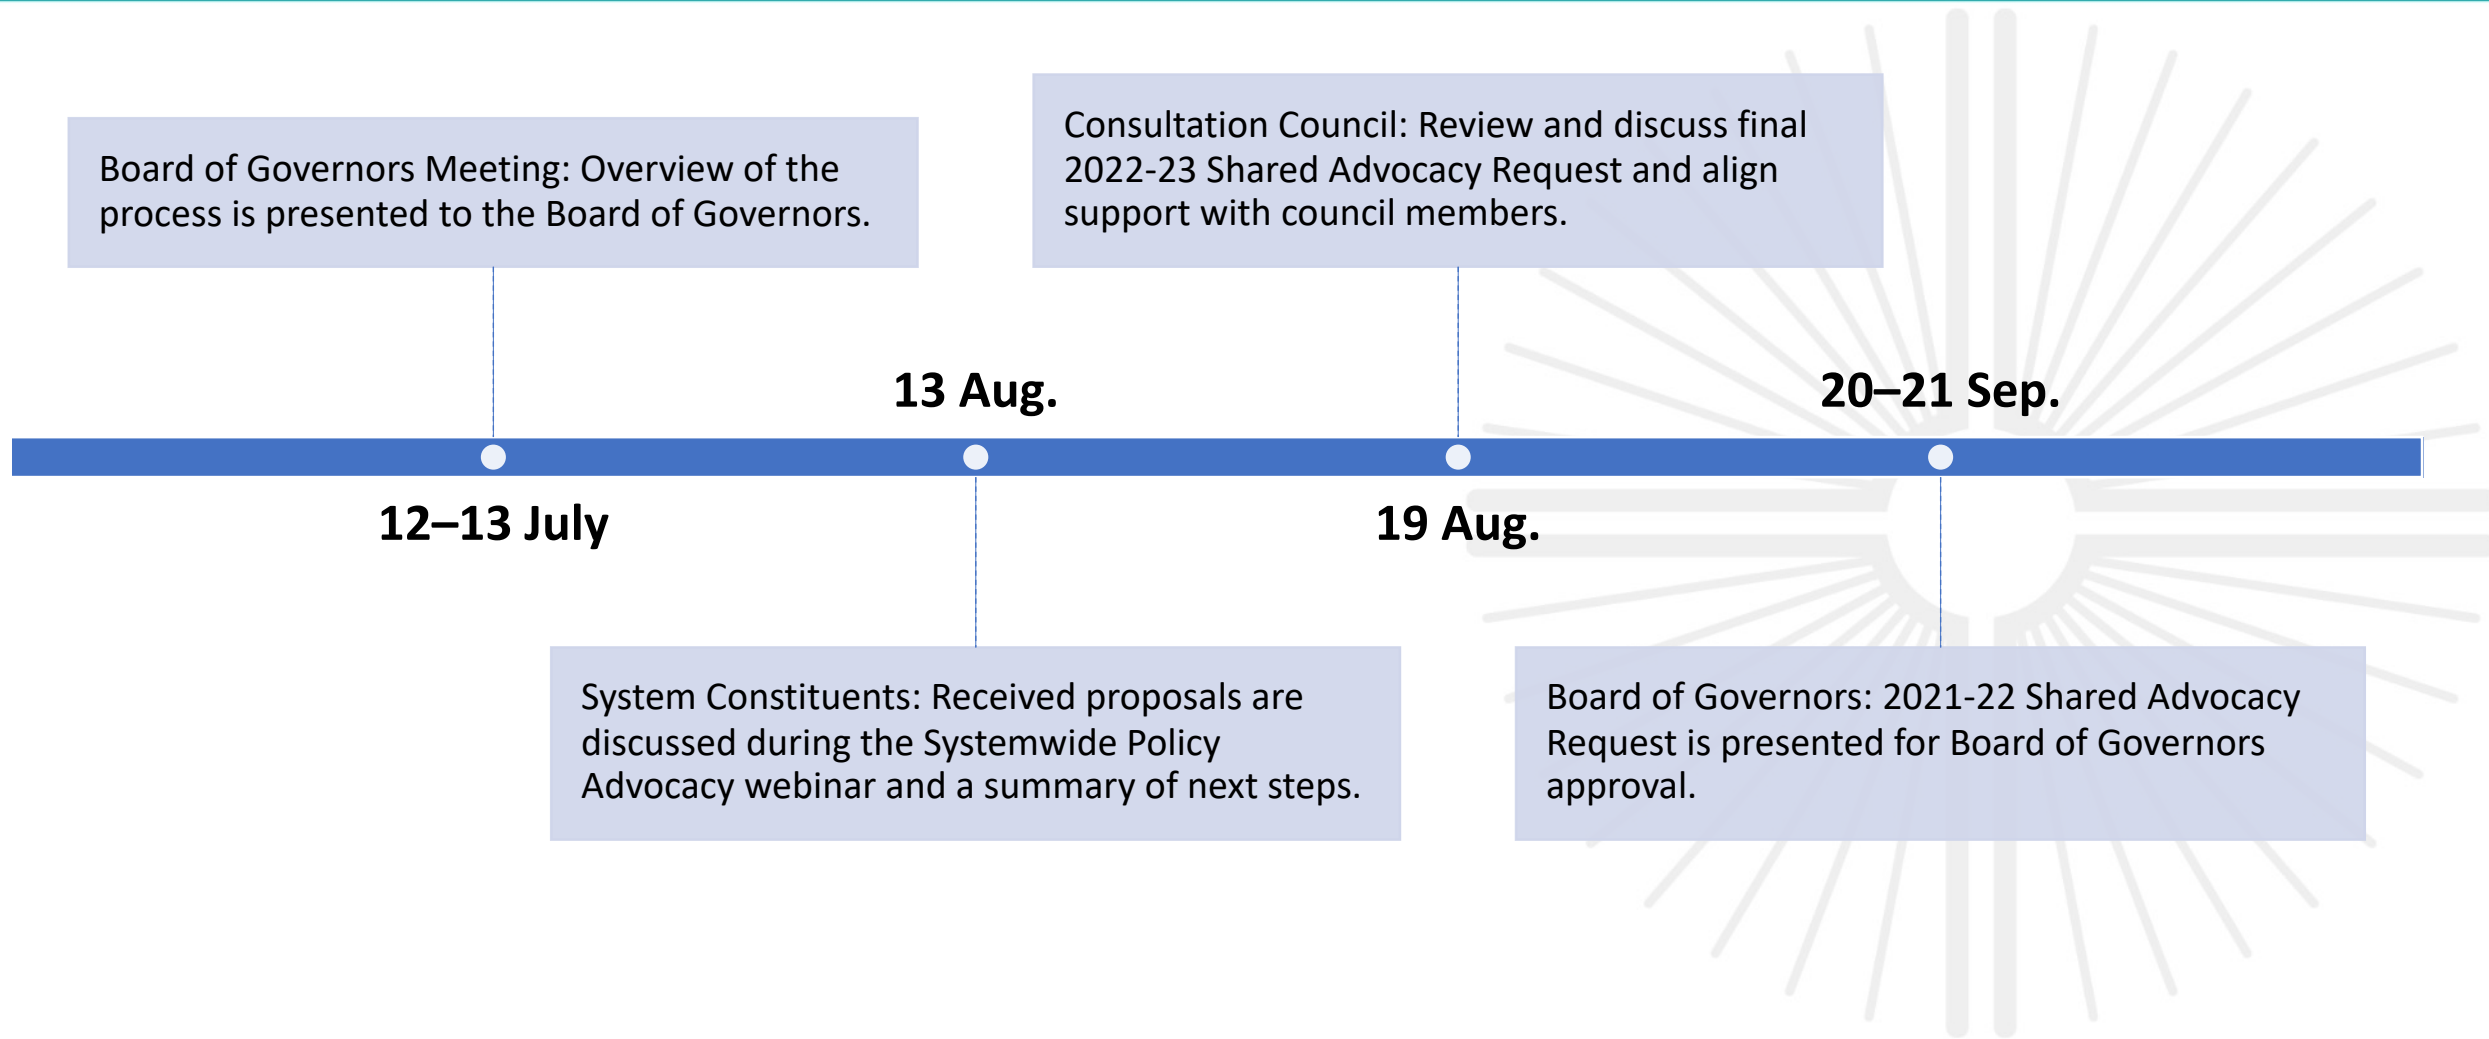 Board of Governors Meeting: Overview of the
process is presented to the Board of Governors.
12–13 July
13 Aug.
System Constituents: Received proposals are
discussed during the Systemwide Policy
Advocacy webinar and a summary of next steps.
Consultation Council: Review and discuss final
2022-23 Shared Advocacy Request and align
support with council members.
19 Aug.
20–21 Sep.
Board of Governors: 2021-22 Shared Advocacy
Request is presented for Board of Governors
approval.